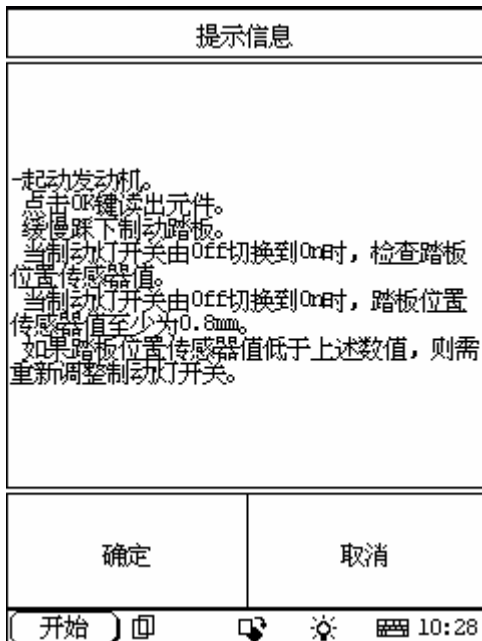 提示信息
-起动发动机。
点击OK键读出元件。
缓慢踩下制动踏板。
当制动灯开关由Off切换到On时，检查踏板
位置传感器值。
当制动灯开关由Off切换到On时，踏板位置
传感器值至少为0.8mm。
如果踏板位置传感器值低于上述数值，则需
重新调整制动灯开关。
确定
取消
开始
10:28